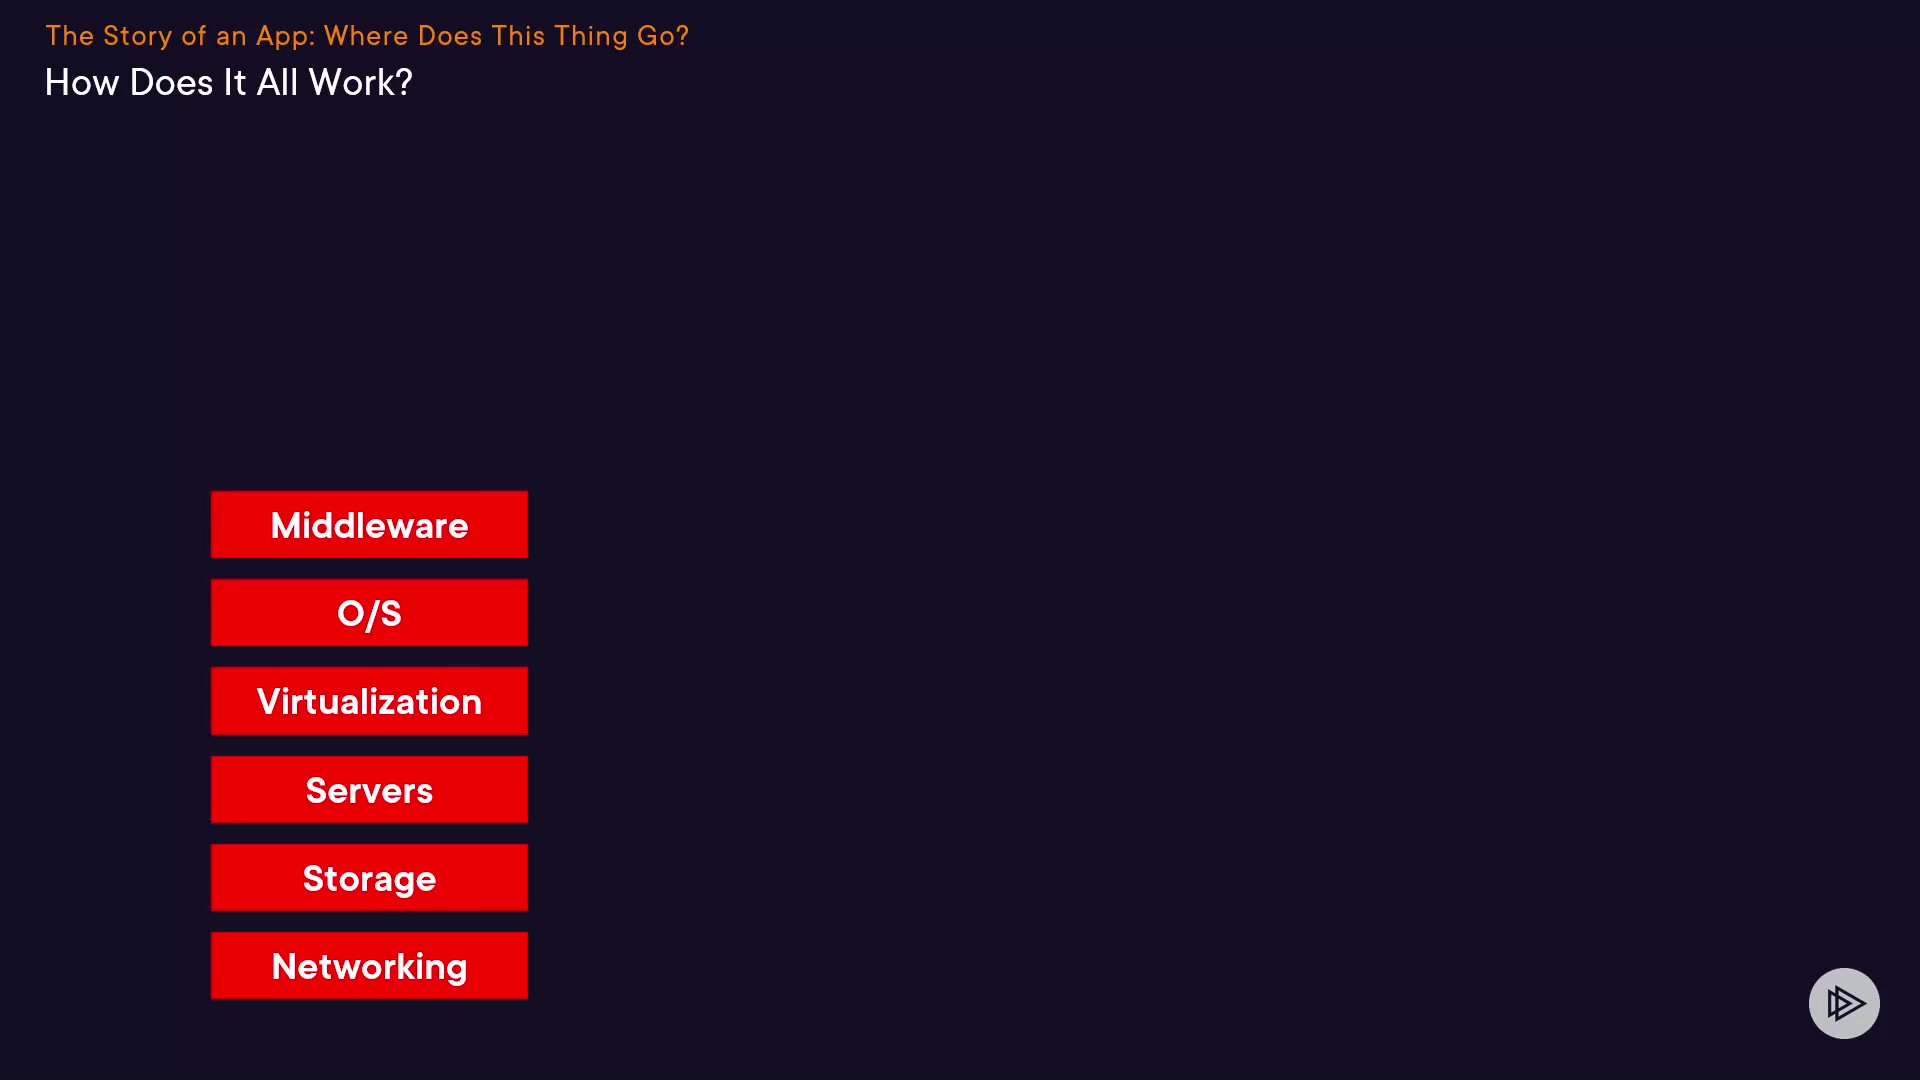 The Story of an App: Where Does This Thing Go?
How Does It All Work?
Middleware
O/S
Virtualization
Servers
Storage
Networking